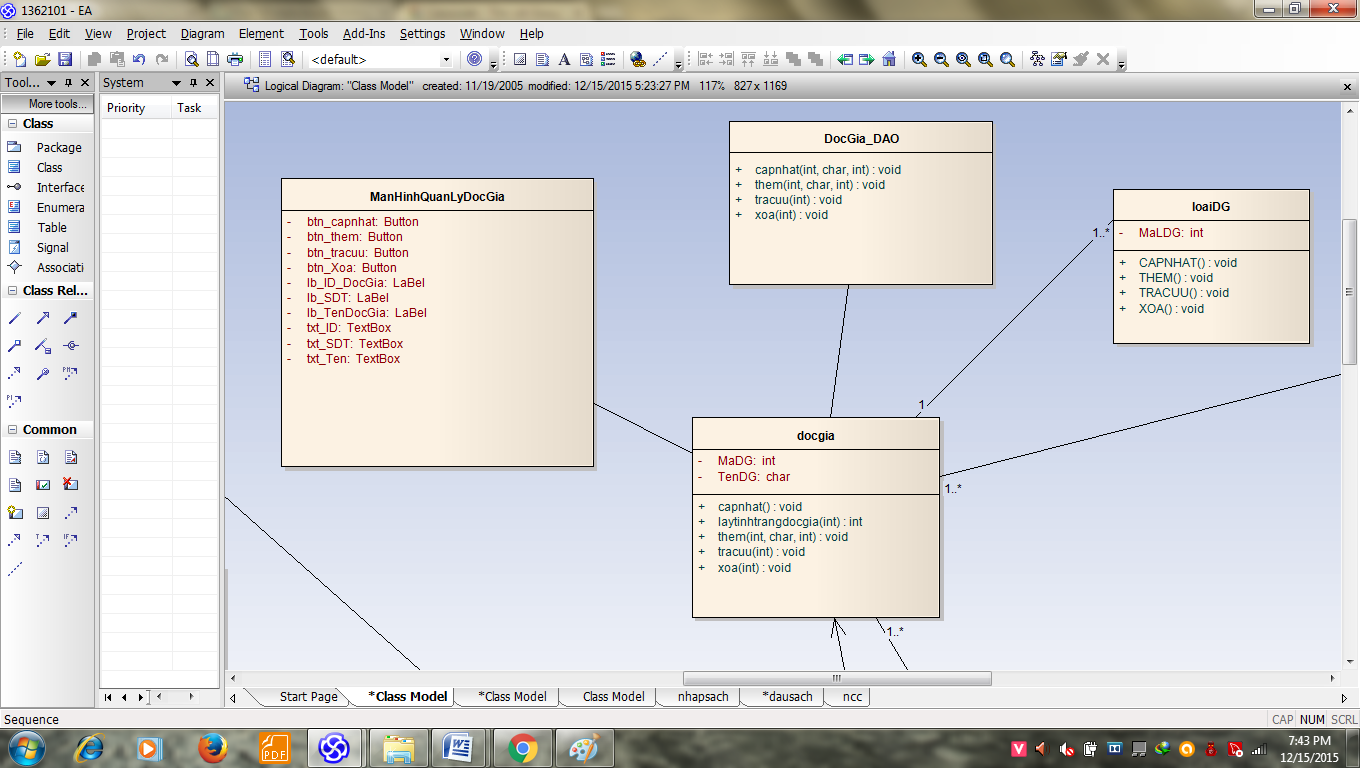 1362101 - EA
File Edit View Project Diagram Element Tools Add-Ins Settings Window Help
<default>
Tool...
System
Logical Diagram: "Class Model" created: 11/19/2005 modified: 12/15/2015 5:23:27 PM 117% 827 x 1169
More tools...
Class
Package
Class
Interface
Enumera
Table
Signal
Associati
Class Rel...
Common
Priority Task
ManHinhQuanLyDocGia
- btn_capnhat: Button
- btn_them: Button
- btn_tracuu: Button
- btn_Xoa: Button
- lb_ID_DocGia: LaBel
- lb_SDT: LaBel
- lb_TenDocGia: LaBel
- txt_ID: TextBox
- txt_SDT: TextBox
- txt_Ten: TextBox
DocGia_DAO
+ capnhat(int, char, int) : void
+ them(int, char, int) : void
+ tracuu(int) : void
+ xoa(int) : void
loaiDG
- MaLDG: int
+ CAPNHAT() : void
+ THEM() : void
+ TRACUU() : void
+ XOA() : void
1..*
1
docgia
- MaDG: int
- TenDG: char
+ capnhat() : void
+ laytinhtrangdocgia(int) : int
+ them(int, char, int) : void
+ tracuu(int) : void
+ xoa(int) : void
1..*
1..*
Start Page *Class Model *Class Model Class Model nhapsach *dausach ncc
Sequence
CAP NUM SCRL
PDF
7:43 PM
12/15/2015